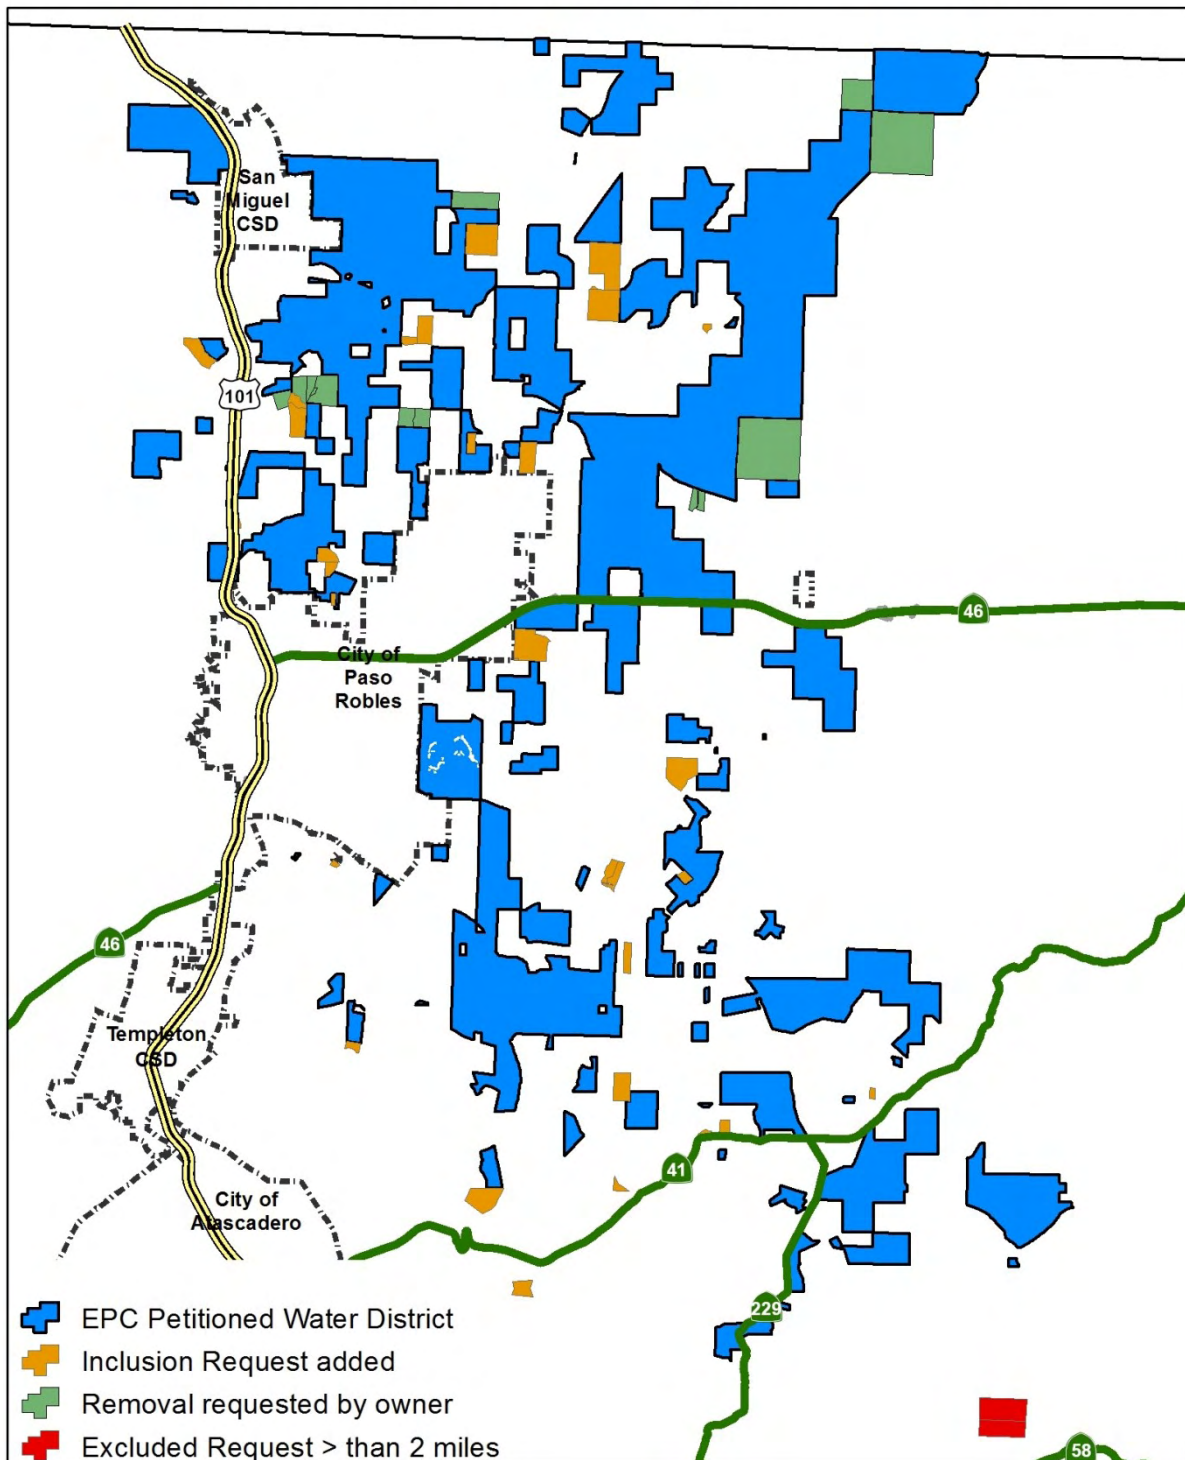 San
Miguel
CSD
101
46
City of
Paso
Robles
46
Templeton
CSD
41
City of
Atascadero
229
EPC Petitioned Water District
Inclusion Request added
Removal requested by owner
Excluded Request > than 2 miles
58